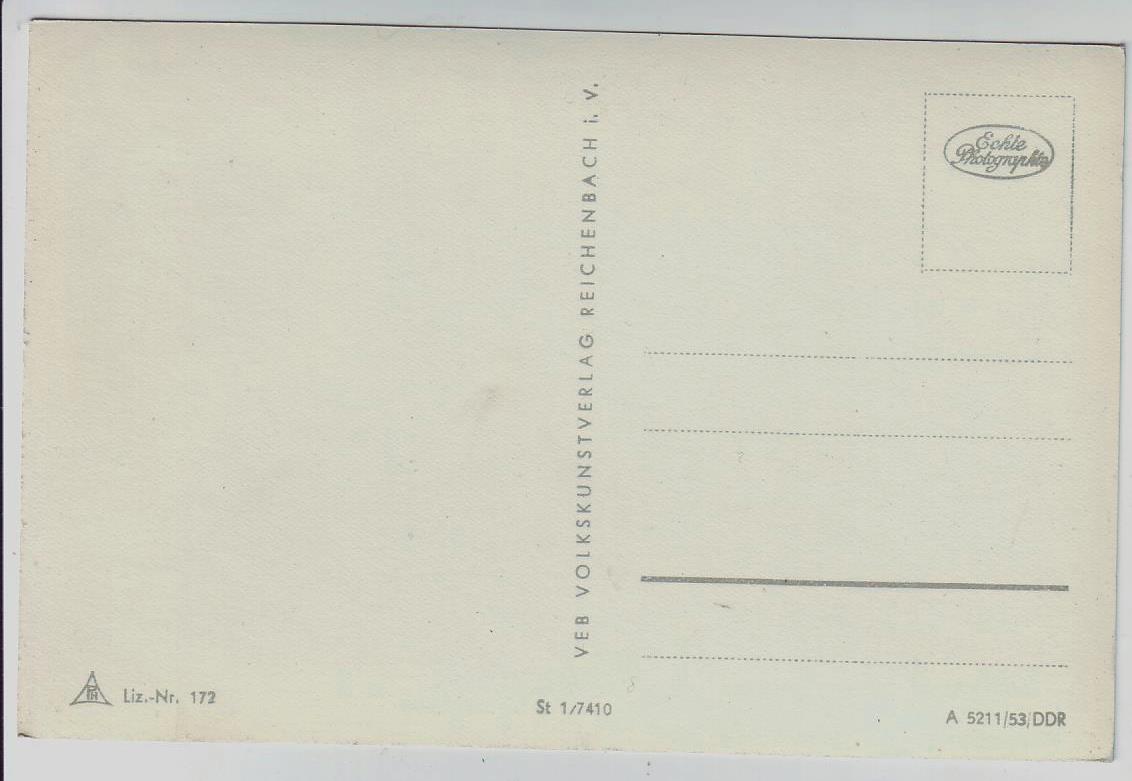 Echte
Photographie
VEB VOLKSKUNSTVERLAG REICHENBACH i. V.
Liz.-Nr. 172
St 1/7410
A 5211/53/DDR